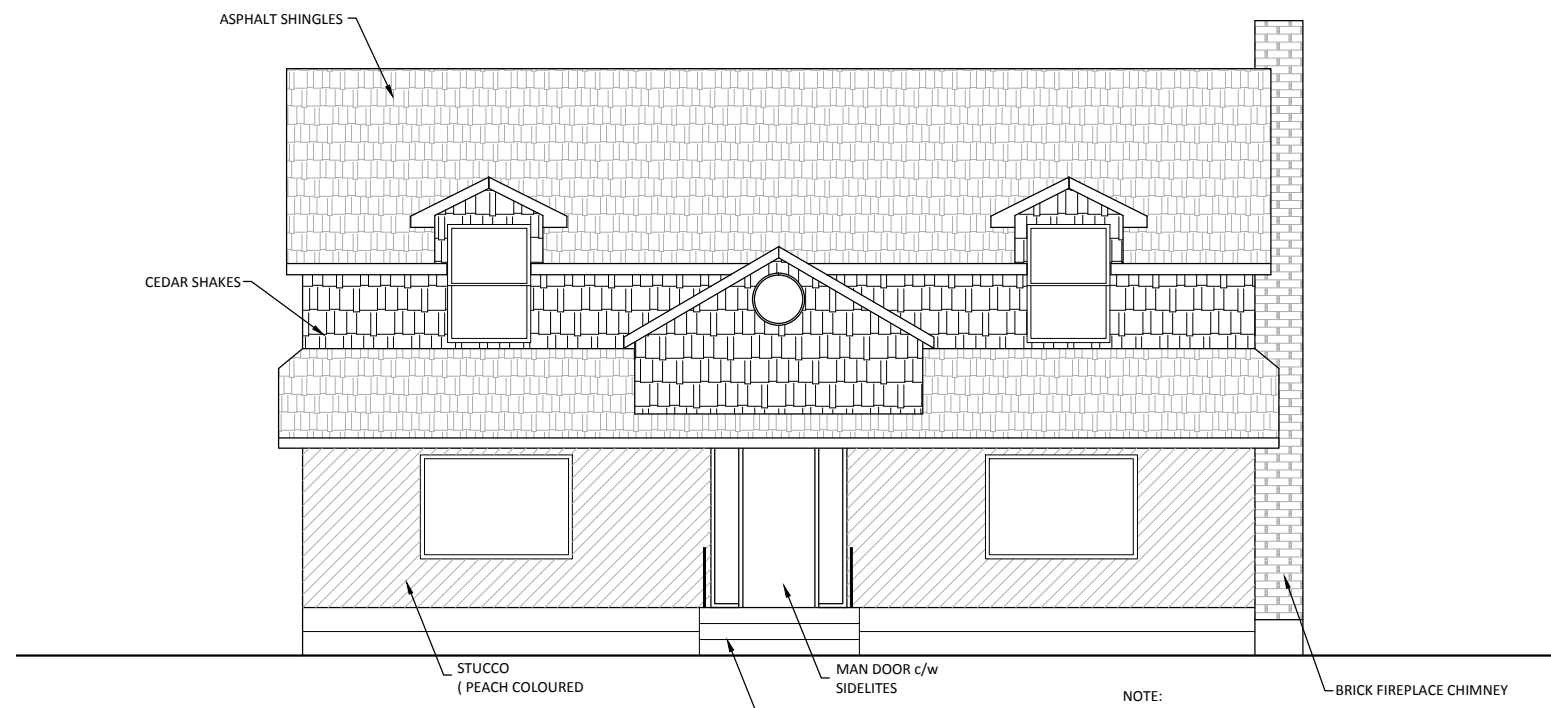 ASPHALT SHINGLES
CEDAR SHAKES
STUCCO
( PEACH COLOURED
MAN DOOR c/w
SIDELITES
NOTE:
BRICK FIREPLACE CHIMNEY